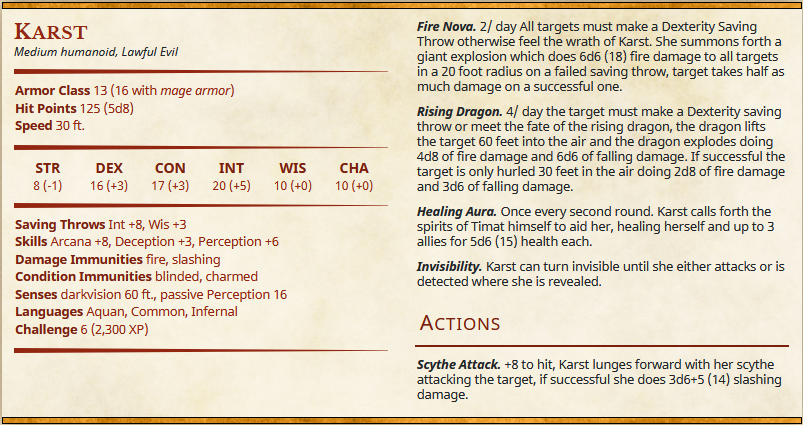 KARST
Medium humanoid, Lawful Evil
Armor Class 13 (16 with mage armor)
Hit Points 125 (5d8)
Speed 30 ft.
STR DEX CON INT WIS CHA
8 (-1) 16 (+3) 17 (+3) 20 (+5) 10 (+0) 10 (+0)
Saving Throws Int +8, Wis +3
Skills Arcana +8, Deception +3, Perception +6
Damage Immunities fire, slashing
Condition Immunities blinded, charmed
Senses darkvision 60 ft., passive Perception 16
Languages Aquan, Common, Infernal
Challenge 6 (2,300 XP)
Fire Nova. 2/ day All targets must make a Dexterity Saving
Throw otherwise feel the wrath of Karst. She summons forth a
giant explosion which does 6d6 (18) fire damage to all targets
in a 20 foot radius on a failed saving throw, target takes half as
much damage on a successful one.
Rising Dragon. 4/ day the target must make a Dexterity saving
throw or meet the fate of the rising dragon, the dragon lifts
the target 60 feet into the air and the dragon explodes doing
4d8 of fire damage and 6d6 of falling damage. If successful the
target is only hurled 30 feet in the air doing 2d8 of fire damage
and 3d6 of falling damage.
Healing Aura. Once every second round. Karst calls forth the
spirits of Timat himself to aid her, healing herself and up to 3
allies for 5d6 (15) health each.
Invisibility. Karst can turn invisible until she either attacks or is
detected where she is revealed.
ACTIONS
Scythe Attack. +8 to hit, Karst lunges forward with her scythe
attacking the target, if successful she does 3d6+5 (14) slashing
damage.